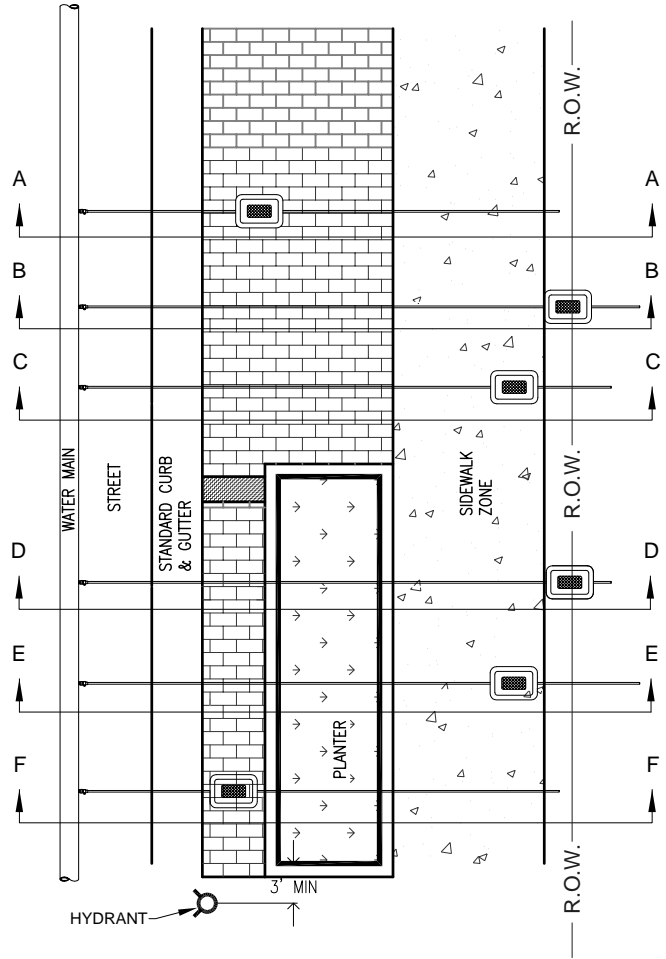 R.O.W.
A
A
B
B
C
C
WATER MAIN
STREET
STANDARD CURB
& GUTTER
SIDEWALK
ZONE
R.O.W.
D
D
E
E
PLANTER
F
F
3' MIN
HYDRANT
R.O.W.